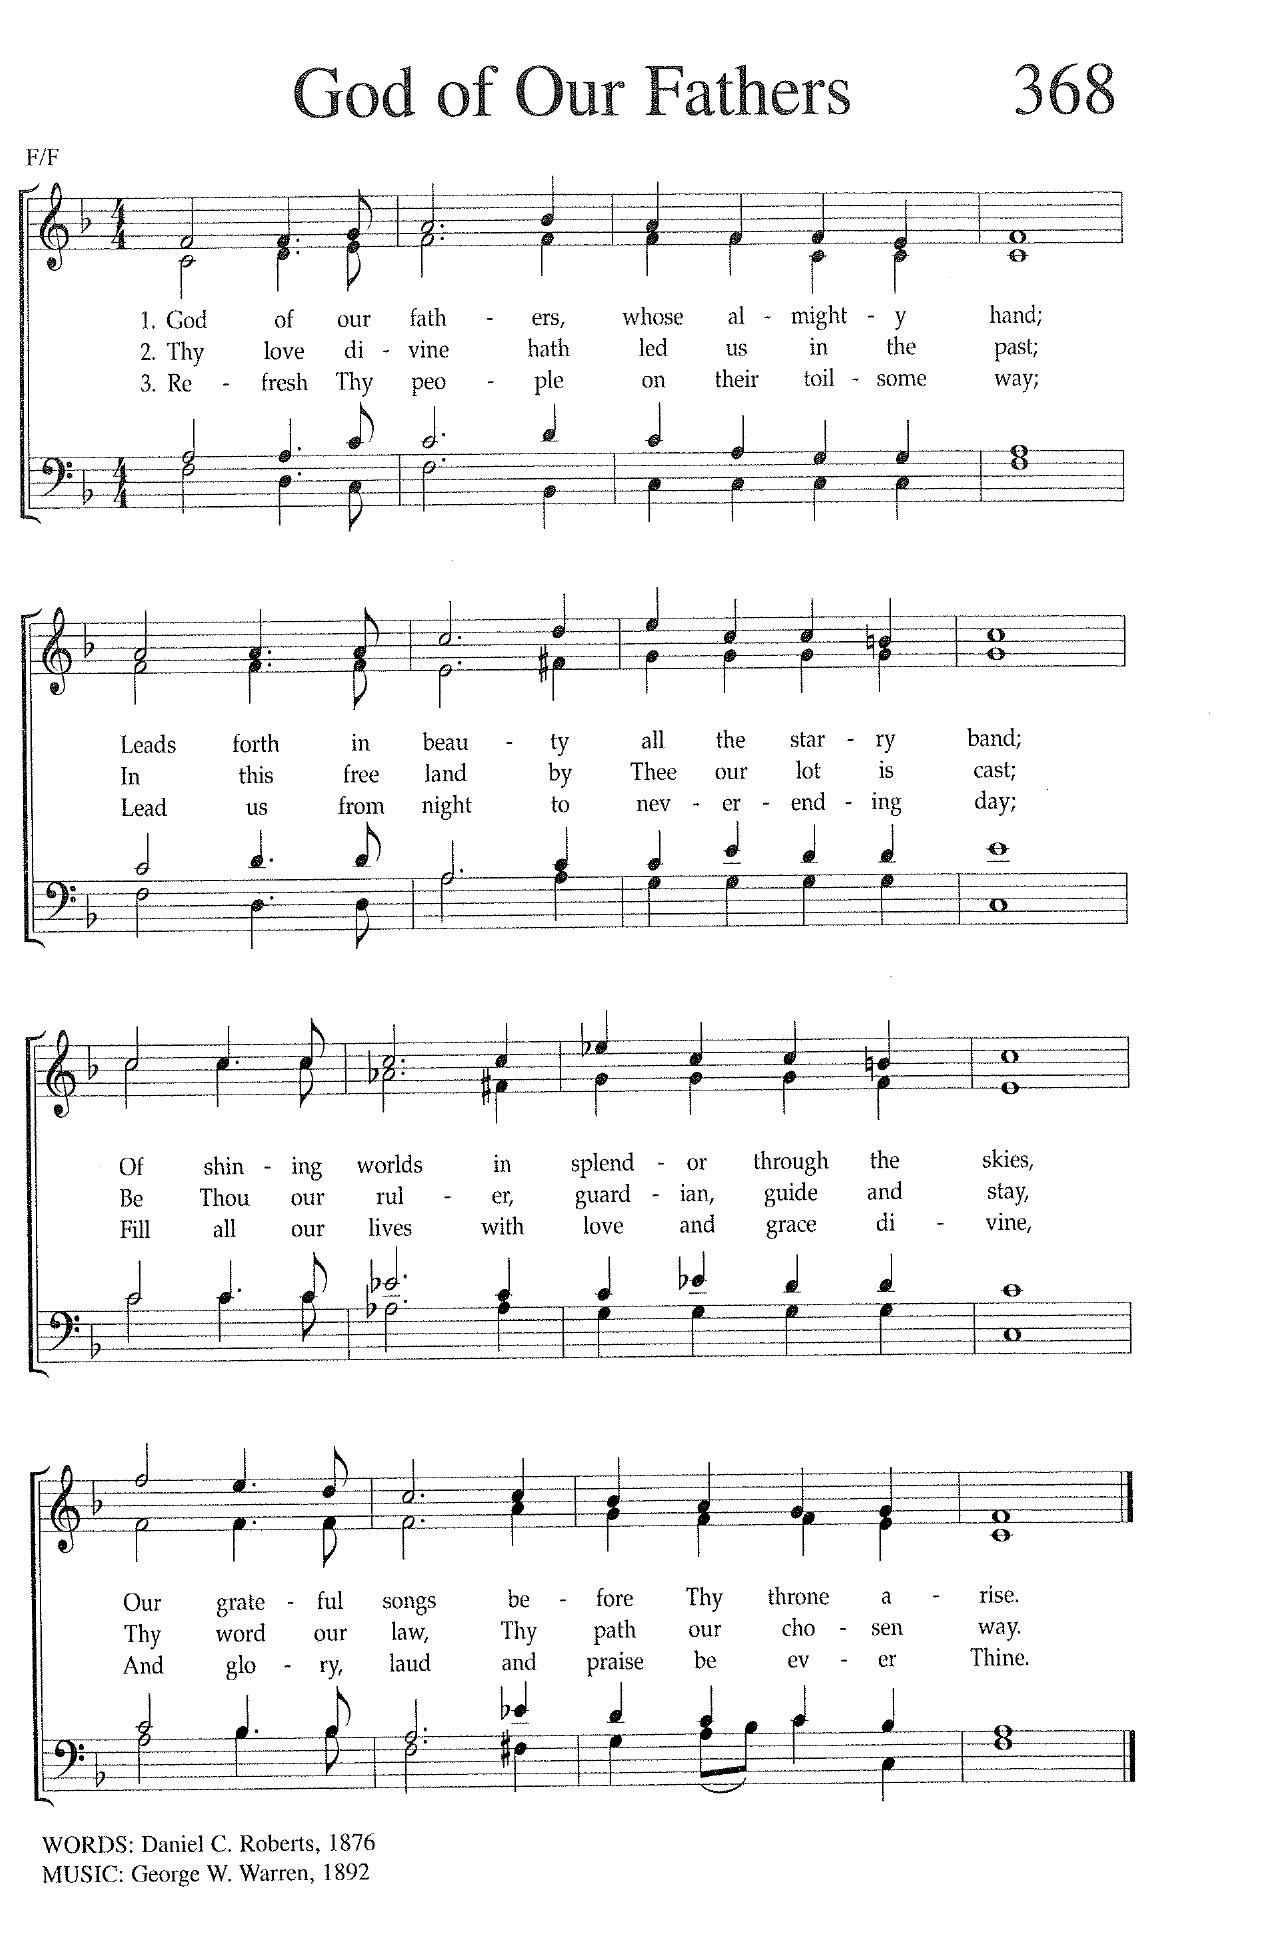 God of Our Fathers 368
F/F
1. God of our fath - ers, whose al - might - y hand;
2. Thy love di - vine hath led us in the past;
3. Re - fresh Thy peo - ple on their toil - some way;
Leads forth in beau - ty all the star - ry band;
In this free land by Thee our lot is cast;
Lead us from night to nev - er - end - ing day;
Of shin - ing worlds in splend - or through the skies,
Be Thou our rul - er, guard - ian, guide and stay,
Fill all our lives with love and grace di - vine,
Our grate - ful songs be - fore Thy throne a - rise.
Thy word our law, Thy path our cho - sen way.
And glo - ry, laud and praise be ev - er Thine.
WORDS: Daniel C. Roberts, 1876
MUSIC: George W. Warren, 1892